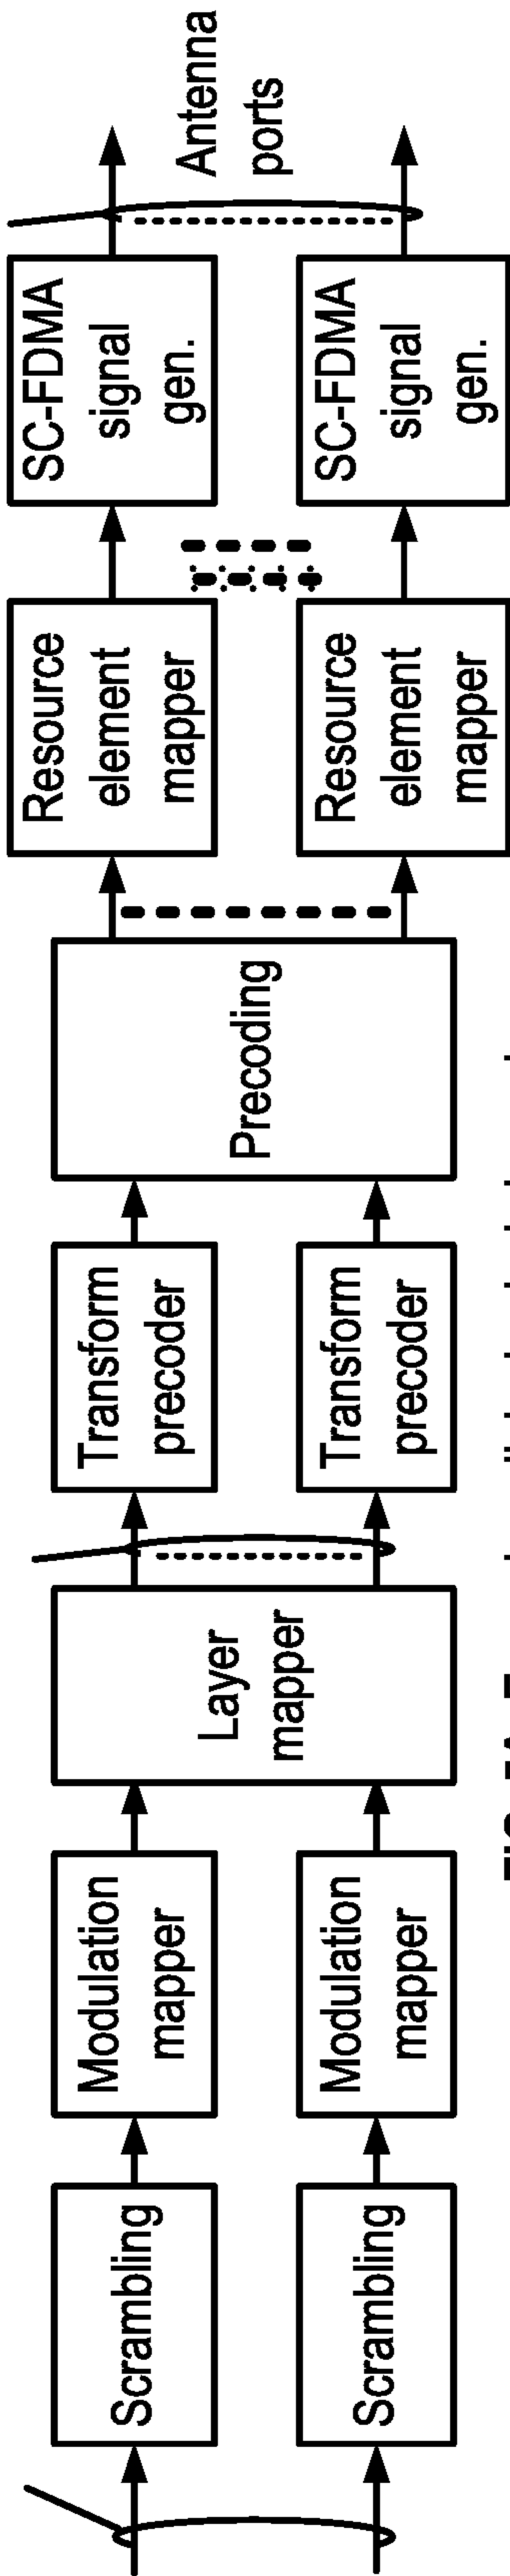 Scrambling
Modulation
mapper
Layer
mapper
Transform
precoder
Precoding
Resource
element
mapper
SC-FDMA
signal
gen.
Antenna
ports
Scrambling
Modulation
mapper
Transform
precoder
Resource
element
mapper
SC-FDMA
signal
gen.